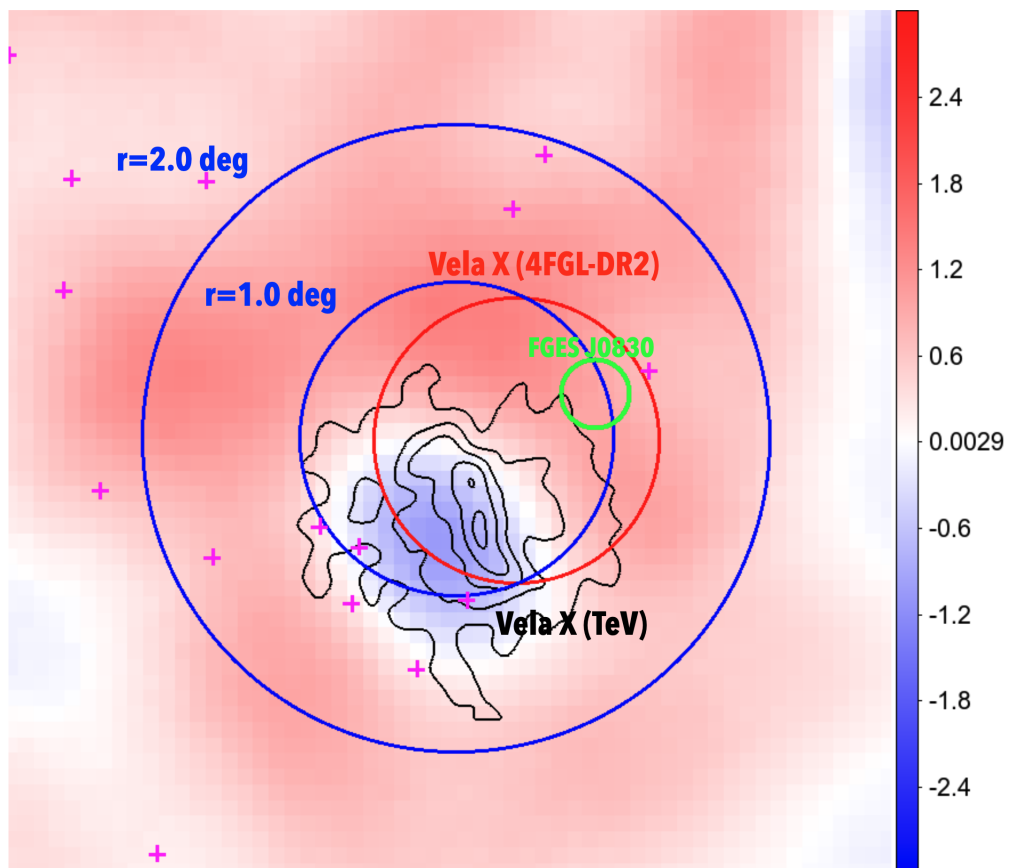 r=2.0 deg
Vela X (4FGL-DR2)
r=1.0 deg
FGES J0830
Vela X (TeV)
2.4
1.8
1.2
0.6
0.0029
-0.6
-1.2
-1.8
-2.4